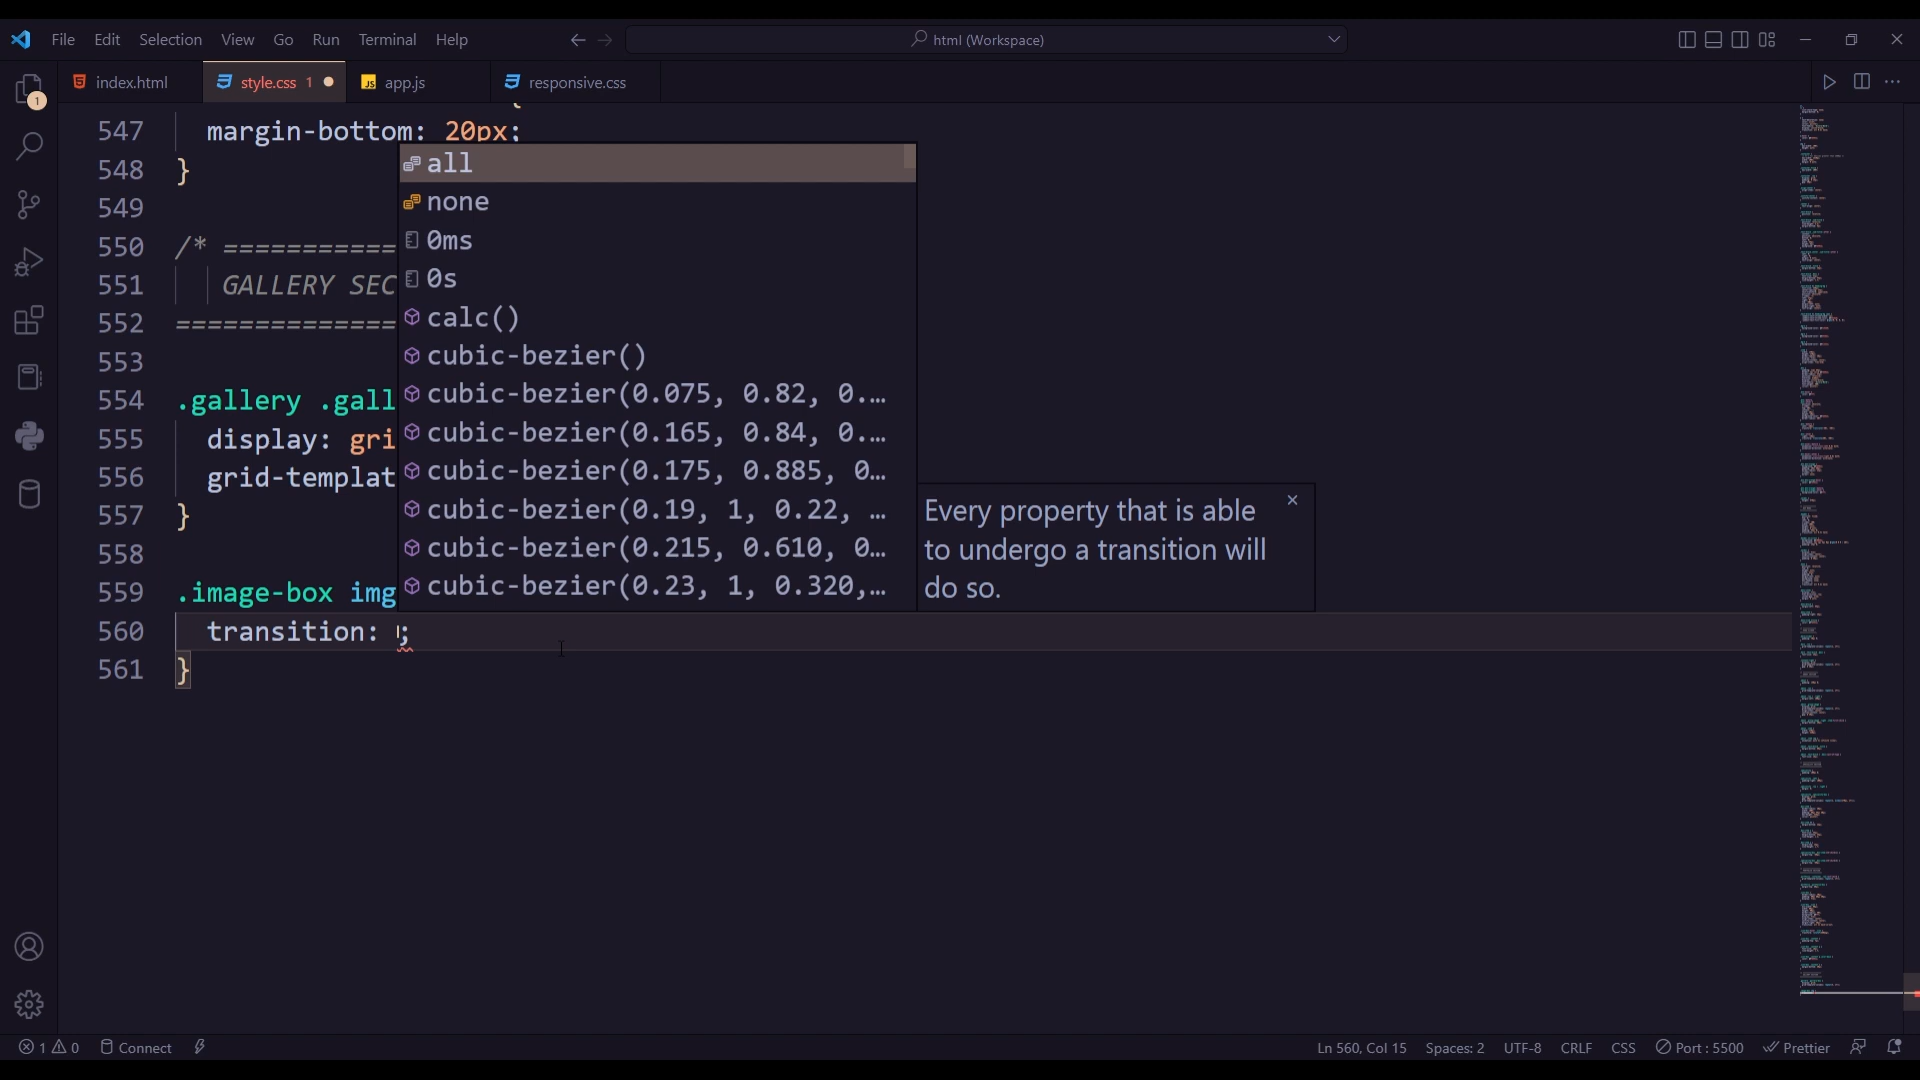 File Edit Selection View Go Run Terminal Help html (Workspace)
index.html style.css 1 app.js responsive.css
1
547 margin-bottom: 20px;
548 }
549
550 /* ===========
551 GALLERY SEC
552 ==============
553
554 .gallery .gall
555 display: gri
556 grid-templat
557 }
558
559 .image-box img
560 transition: ;
561 }
all
none
0ms
0s
calc()
cubic-bezier()
cubic-bezier(0.075, 0.82, 0.…
cubic-bezier(0.165, 0.84, 0.…
cubic-bezier(0.175, 0.885, 0…
cubic-bezier(0.19, 1, 0.22, …
cubic-bezier(0.215, 0.610, 0…
cubic-bezier(0.23, 1, 0.320,…
Every property that is able
to undergo a transition will
do so.
1 0 Connect Ln 560, Col 15 Spaces: 2 UTF-8 CRLF CSS Port : 5500 Prettier